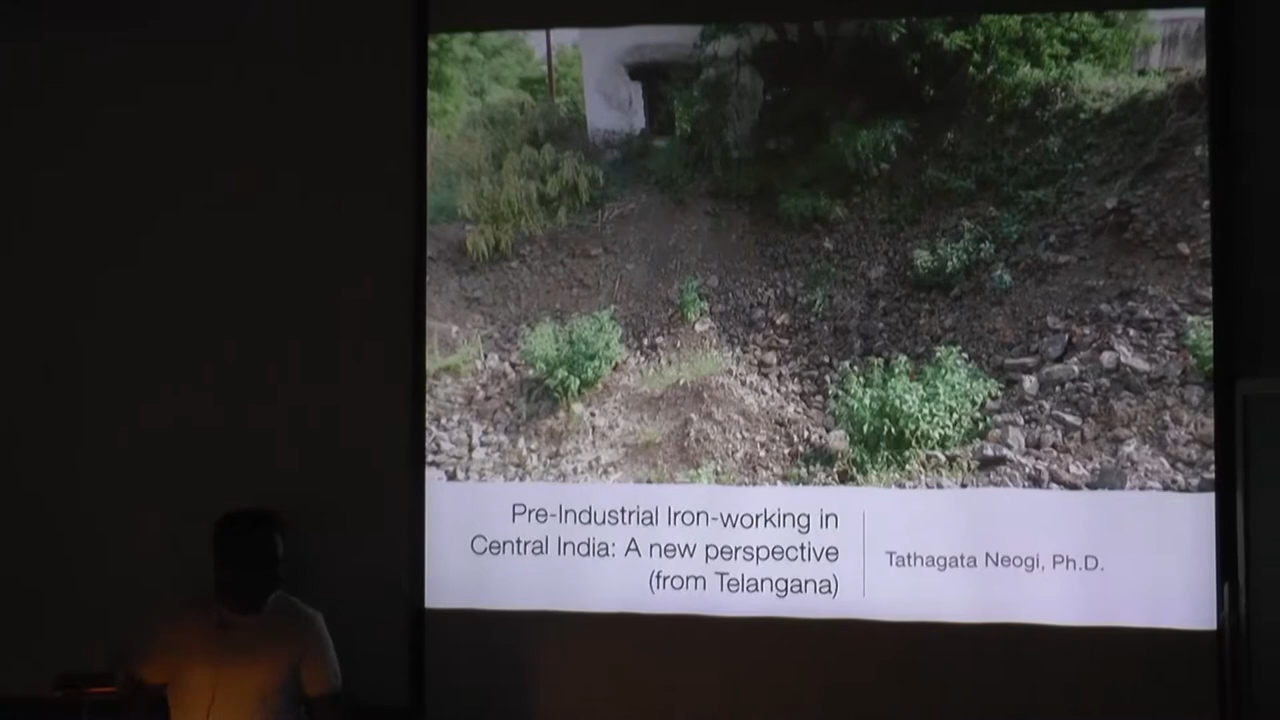 Pre-Industrial Iron-working in
Central India: A new perspective
(from Telangana)
Tathagata Neogi, Ph.D.